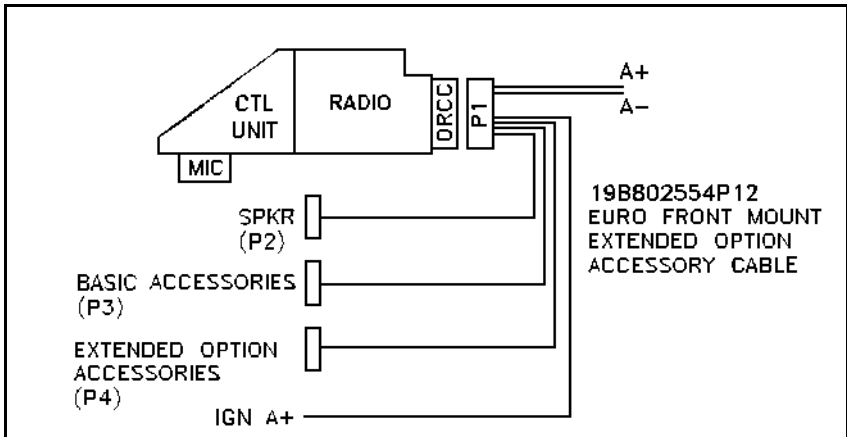 A+
A-
CTL
UNIT
RADIO
ORCC
P1
MIC
19B802554P12
EURO FRONT MOUNT
EXTENDED OPTION
ACCESSORY CABLE
SPKR
(P2)
BASIC ACCESSORIES
(P3)
EXTENDED OPTION
ACCESSORIES
(P4)
IGN A+